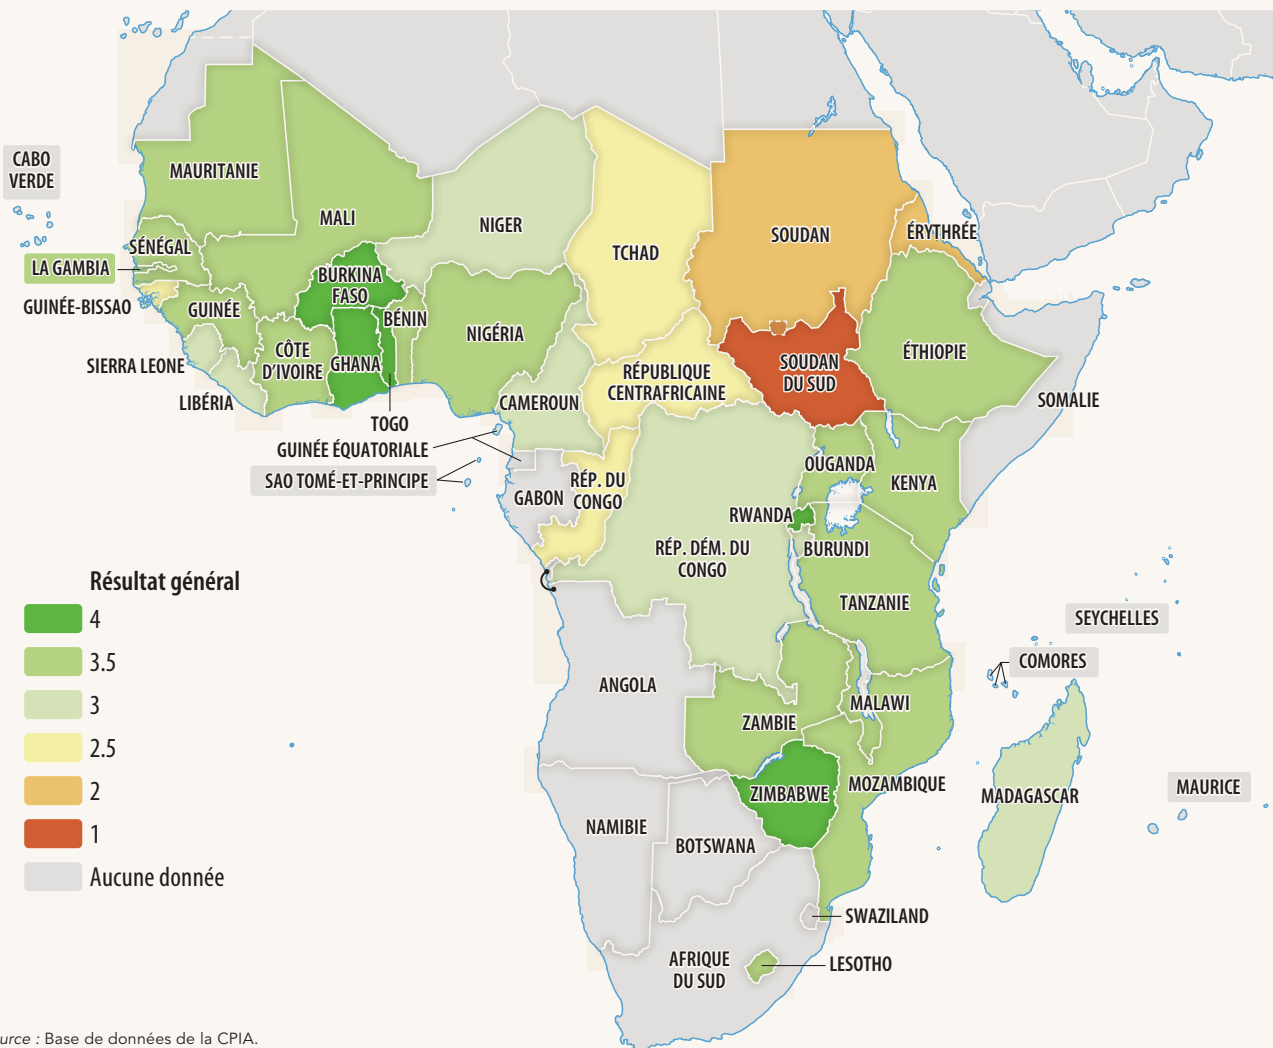 CABO
VERDE
MAURITANIE
MALI
NIGER
TCHAD
SOUDAN
ÉRYTHRÉE
SÉNÉGAL
LA GAMBIA
GUINÉE-BISSAO
GUINÉE
BURKINA
FASO
BÉNIN
NIGÉRIA
SIERRA LEONE
CÔTE
D'IVOIRE
GHANA
LIBÉRIA
TOGO
CAMEROUN
RÉPUBLIQUE
CENTRAFRICAINE
SOUDAN
DU SUD
ÉTHIOPIE
SOMALIE
GUINÉE ÉQUATORIALE
SAO TOMÉ-ET-PRINCIPE
GABON
RÉP. DU
CONGO
OUGANDA
KENYA
RWANDA
BURUNDI
RÉP. DÉM. DU
CONGO
TANZANIE
SEYCHELLES
COMORES
ANGOLA
ZAMBIE
MALAWI
MOZAMBIQUE
ZIMBABWE
MADAGASCAR
MAURICE
NAMIBIE
BOTSWANA
SWAZILAND
AFRIQUE
DU SUD
LESOTHO
Résultat général
4
3.5
3
2.5
2
1
Aucune donnée
urce : Base de données de la CPIA.